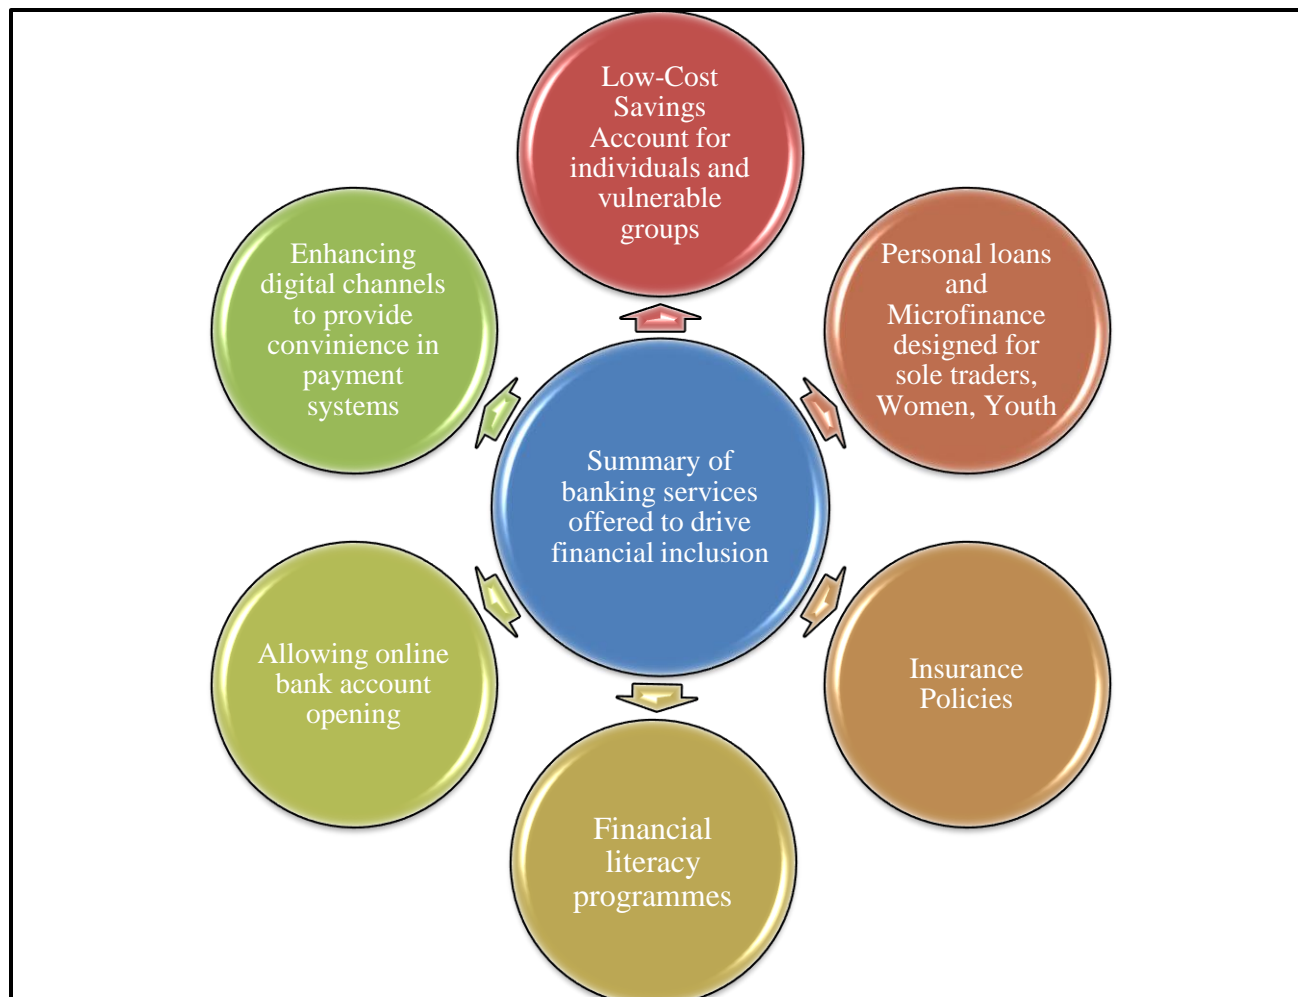 Low-Cost
Savings
Account for
individuals and
vulnerable
groups
Personal loans
and
Microfinance
designed for
sole traders,
Women, Youth
Insurance
Policies
Financial
literacy
programmes
Allowing online
bank account
opening
Enhancing
digital channels
to provide
convinience in
payment
systems
Summary of
banking services
offered to drive
financial inclusion